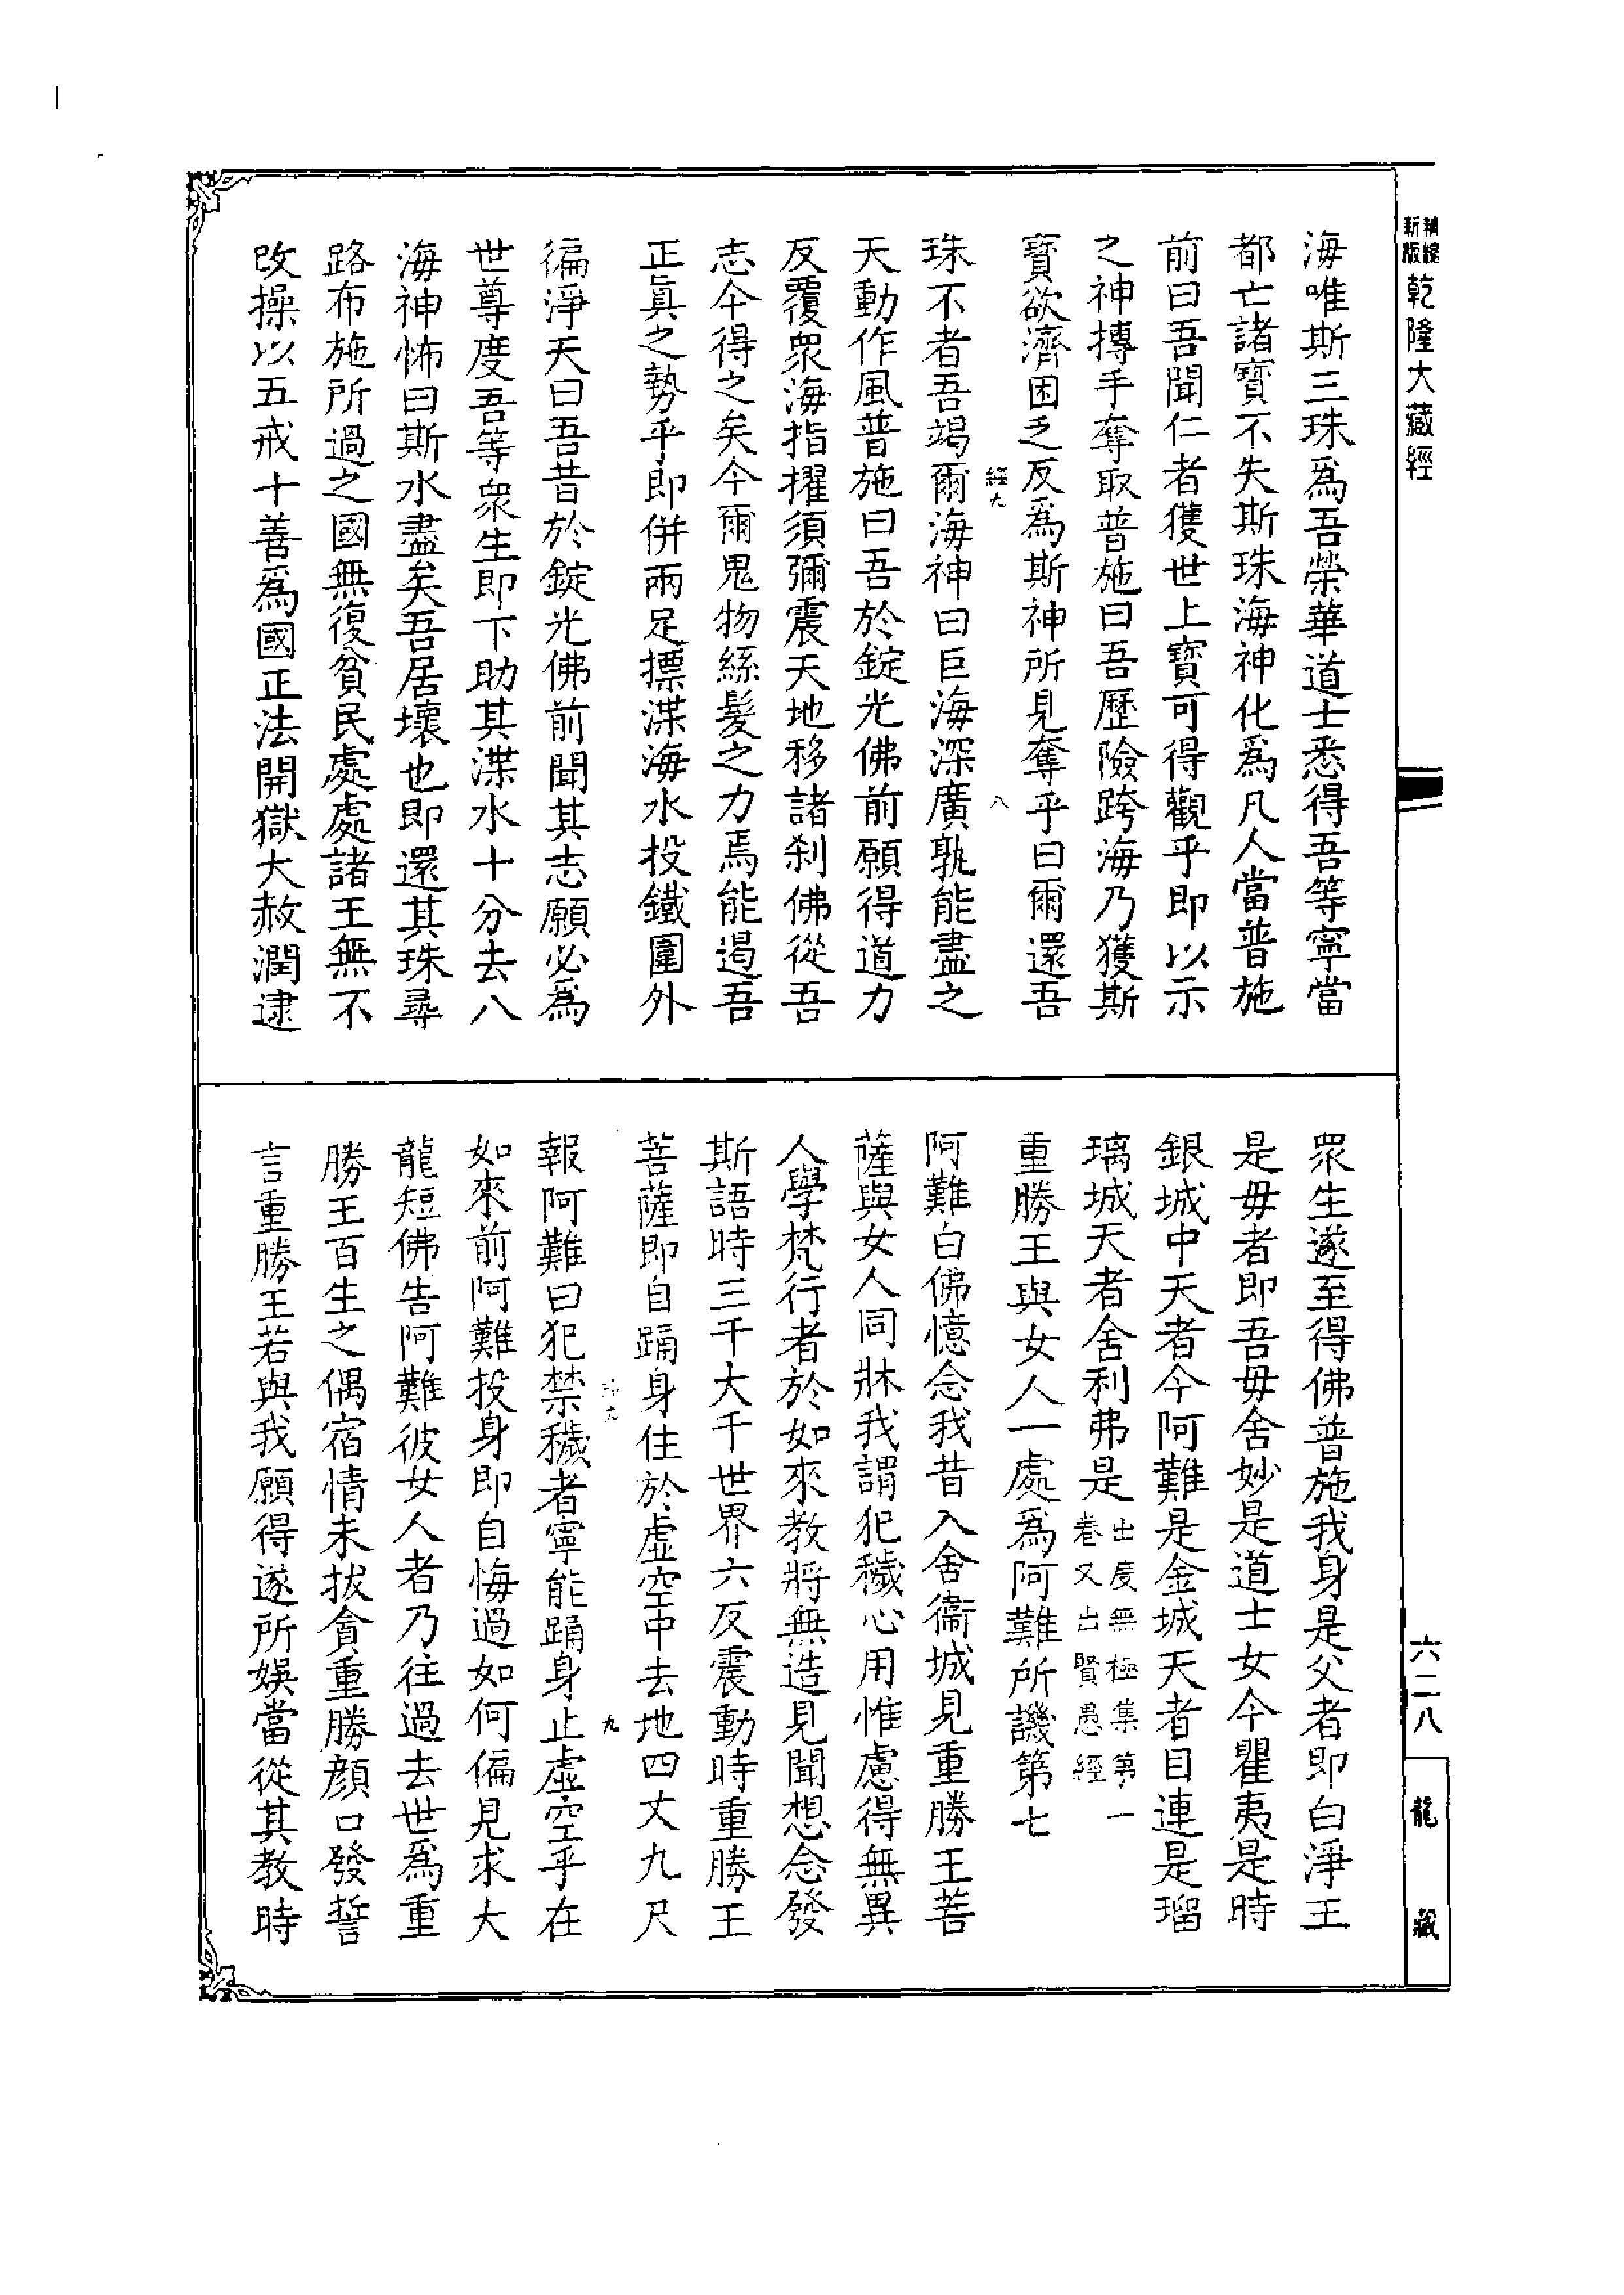 新版
精縮
乾隆大藏經
海唯斯三珠爲吾榮華道士悉得吾等寧當
都亡諸寶不失斯珠海神化爲凡人當普施
前曰吾聞仁者獲世上寶可得觀乎即以示
之神摶手奪取普施曰吾歷險跨海乃獲斯
寶欲濟困乏反爲斯神所見奪乎曰爾還吾
八
珠不者吾竭爾海神曰巨海深廣孰能盡之
天動作風普施曰吾於錠光佛前願得道力
反覆衆海指擢須彌震天地移諸刹佛從吾
志今得之矣今爾鬼物絲髮之力焉能遏吾
正眞之勢乎即併兩足摽渫海水投鐵圍外
徧淨天曰吾昔於錠光佛前聞其志願必爲
世尊度吾等衆生即下助其渫水十分去八
海神怖曰斯水盡矣吾居壞也即還其珠尋
路布施所過之國無復貧民處處諸王無不
改操以五戒十善爲國正法開獄大赦潤逮
衆生遂至得佛普施我身是父者即白淨王
是毋者即吾毋舍妙是道士女今瞿夷是時
銀城中天者今阿難是金城天者目連是瑠
璃城天者舍利弗是出度無極集第一
卷又出賢愚經
重勝王與女人一處爲阿難所譏第七
阿難白佛憶念我昔入舍衞城見重勝王菩
薩與女人同牀我謂犯穢心用惟慮得無異
人學梵行者於如來教將無造見聞想念發
斯語時三千大千世界六反震動時重勝王
菩薩即自踊身住於虛空中去地四丈九尺
九
報阿難曰犯禁穢者寧能踊身止虛空乎在
如來前阿難投身即自悔過如何偏見求大
龍短佛告阿難彼女人者乃往過去世爲重
勝王百生之偶宿情未拔貪重勝顏口發誓
言重勝王若與我願得遂所娛當從其教時
六二八
龍藏